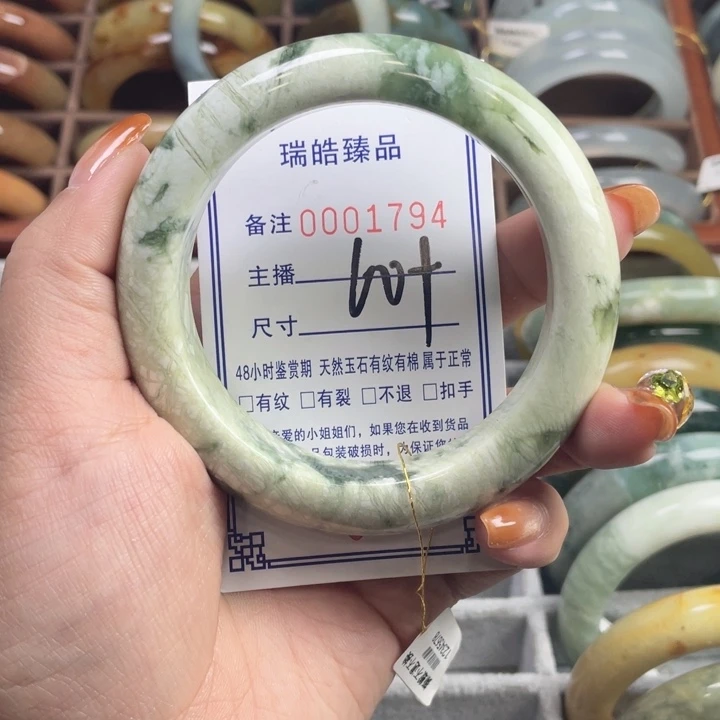 瑞皓臻品
备注 0001794
主播
尺寸
48小时鉴赏期 天然玉石有纹有棉 属于正常
□有纹 □有裂 □不退 □扣手
亲爱的小姐姐们，如果您在收到货品
品包装破损时，为保证您